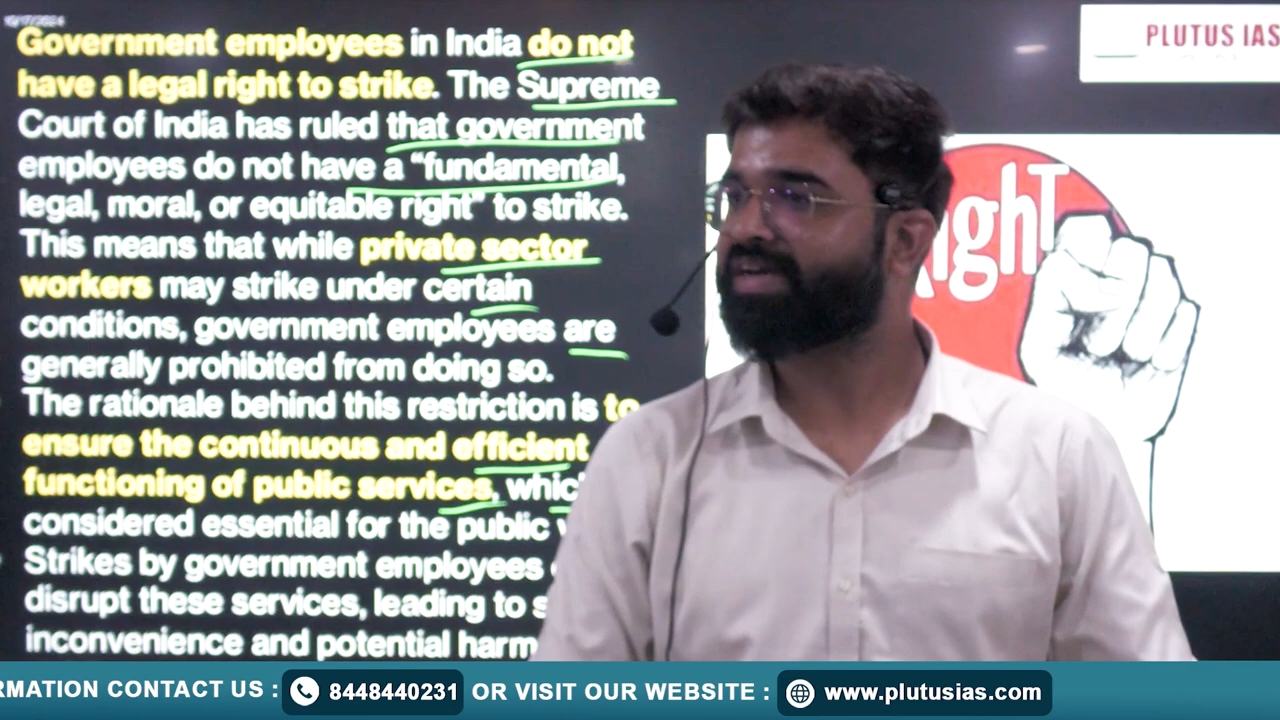 10/17/2024
Government employees in India do not
have a legal right to strike. The Supreme
Court of India has ruled that government
employees do not have a “fundamental,
legal, moral, or equitable right” to strike.
This means that while private sector
workers may strike under certain
conditions, government employees are
generally prohibited from doing so.
The rationale behind this restriction is to
ensure the continuous and efficient
functioning of public services,
considered essential for the public
Strikes by government employees
disrupt these services, leading to
inconvenience and potential harm
PLUTUS IAS
RIghT
RMATION CONTACT US : 8448440231 OR VISIT OUR WEBSITE : www.plutusias.com